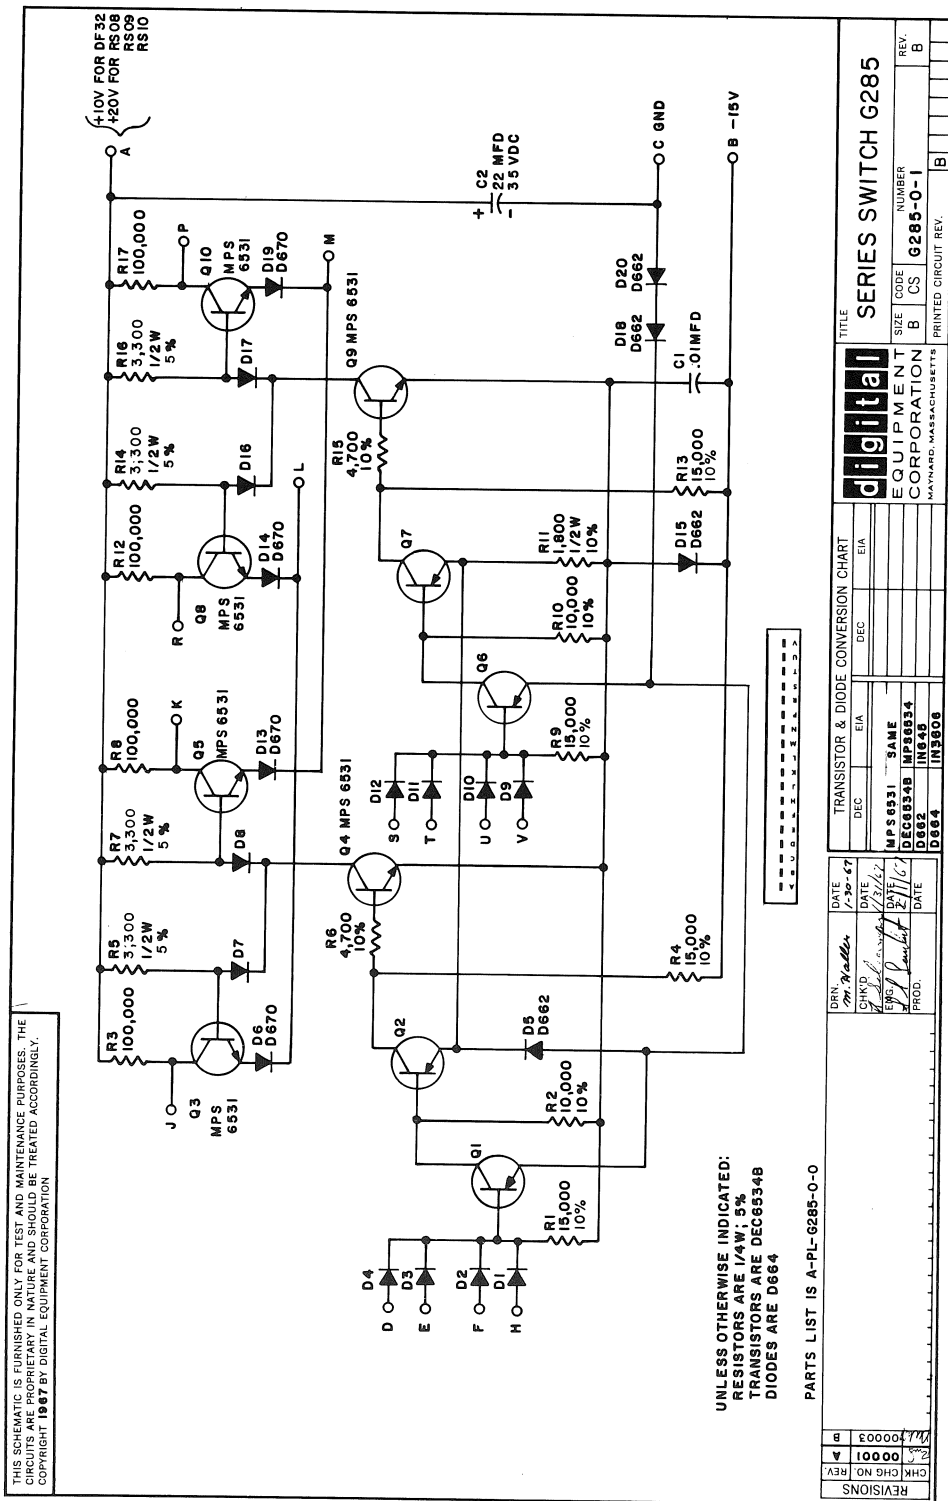 THIS SCHEMATIC IS FURNISHED ONLY FOR TEST AND MAINTENANCE PURPOSES. THE
CIRCUITS ARE PROPRIETARY IN NATURE AND SHOULD BE TREATED ACCORDINGLY.
COPYRIGHT 1967 BY DIGITAL EQUIPMENT CORPORATION
+10V FOR DF32
+20V FOR RS08
RS09
RS10
A
R3
100,000
R5
3,300
1/2W
5%
R7
3,300
1/2W
5%
R8
100,000
R12
100,000
R14
3,300
1/2W
5%
R16
3,300
1/2W
5%
R17
100,000
J
Q3
MPS
6531
D6
D670
D7
D8
K
Q5
MPS 6531
D13
D670
R
Q8
MPS
6531
D14
D670
D16
L
D17
P
Q10
MPS
6531
D19
D670
M
R6
4,700
10%
Q4 MPS 6531
R15
4,700
10%
Q9 MPS 6531
C2
22 MFD
35 VDC
+
-
D
D4
E
D3
F
D2
H
D1
R1
15,000
10%
Q1
R2
10,000
10%
Q2
D5
D662
R4
15,000
10%
S
D12
T
D11
U
D10
V
D9
R9
15,000
10%
Q6
R10
10,000
10%
Q7
R11
1,800
1/2W
10%
D15
D662
R13
15,000
10%
C1
.01MFD
D18
D662
D20
D662
C GND
B -15V
A B C D E F H J K L M N P R S T U V
UNLESS OTHERWISE INDICATED:
RESISTORS ARE 1/4W; 5%
TRANSISTORS ARE DEC6534B
DIODES ARE D664
PARTS LIST IS A-PL-G285-0-0
REVISIONS
CHK CHG NO. REV.
00001 A
00003 B
DRN.
M. Waller
DATE
1-30-67
CHK'D
DATE
ENG.
DATE
PROD.
DATE
TRANSISTOR & DIODE CONVERSION CHART
DEC EIA DEC EIA
MPS6531 SAME
DEC6534B MPS6534
D662 IN645
D664 IN3606
digital
EQUIPMENT
CORPORATION
MAYNARD, MASSACHUSETTS
TITLE
SERIES SWITCH G285
SIZE CODE NUMBER REV.
B CS G285-0-1 B
PRINTED CIRCUIT REV. B